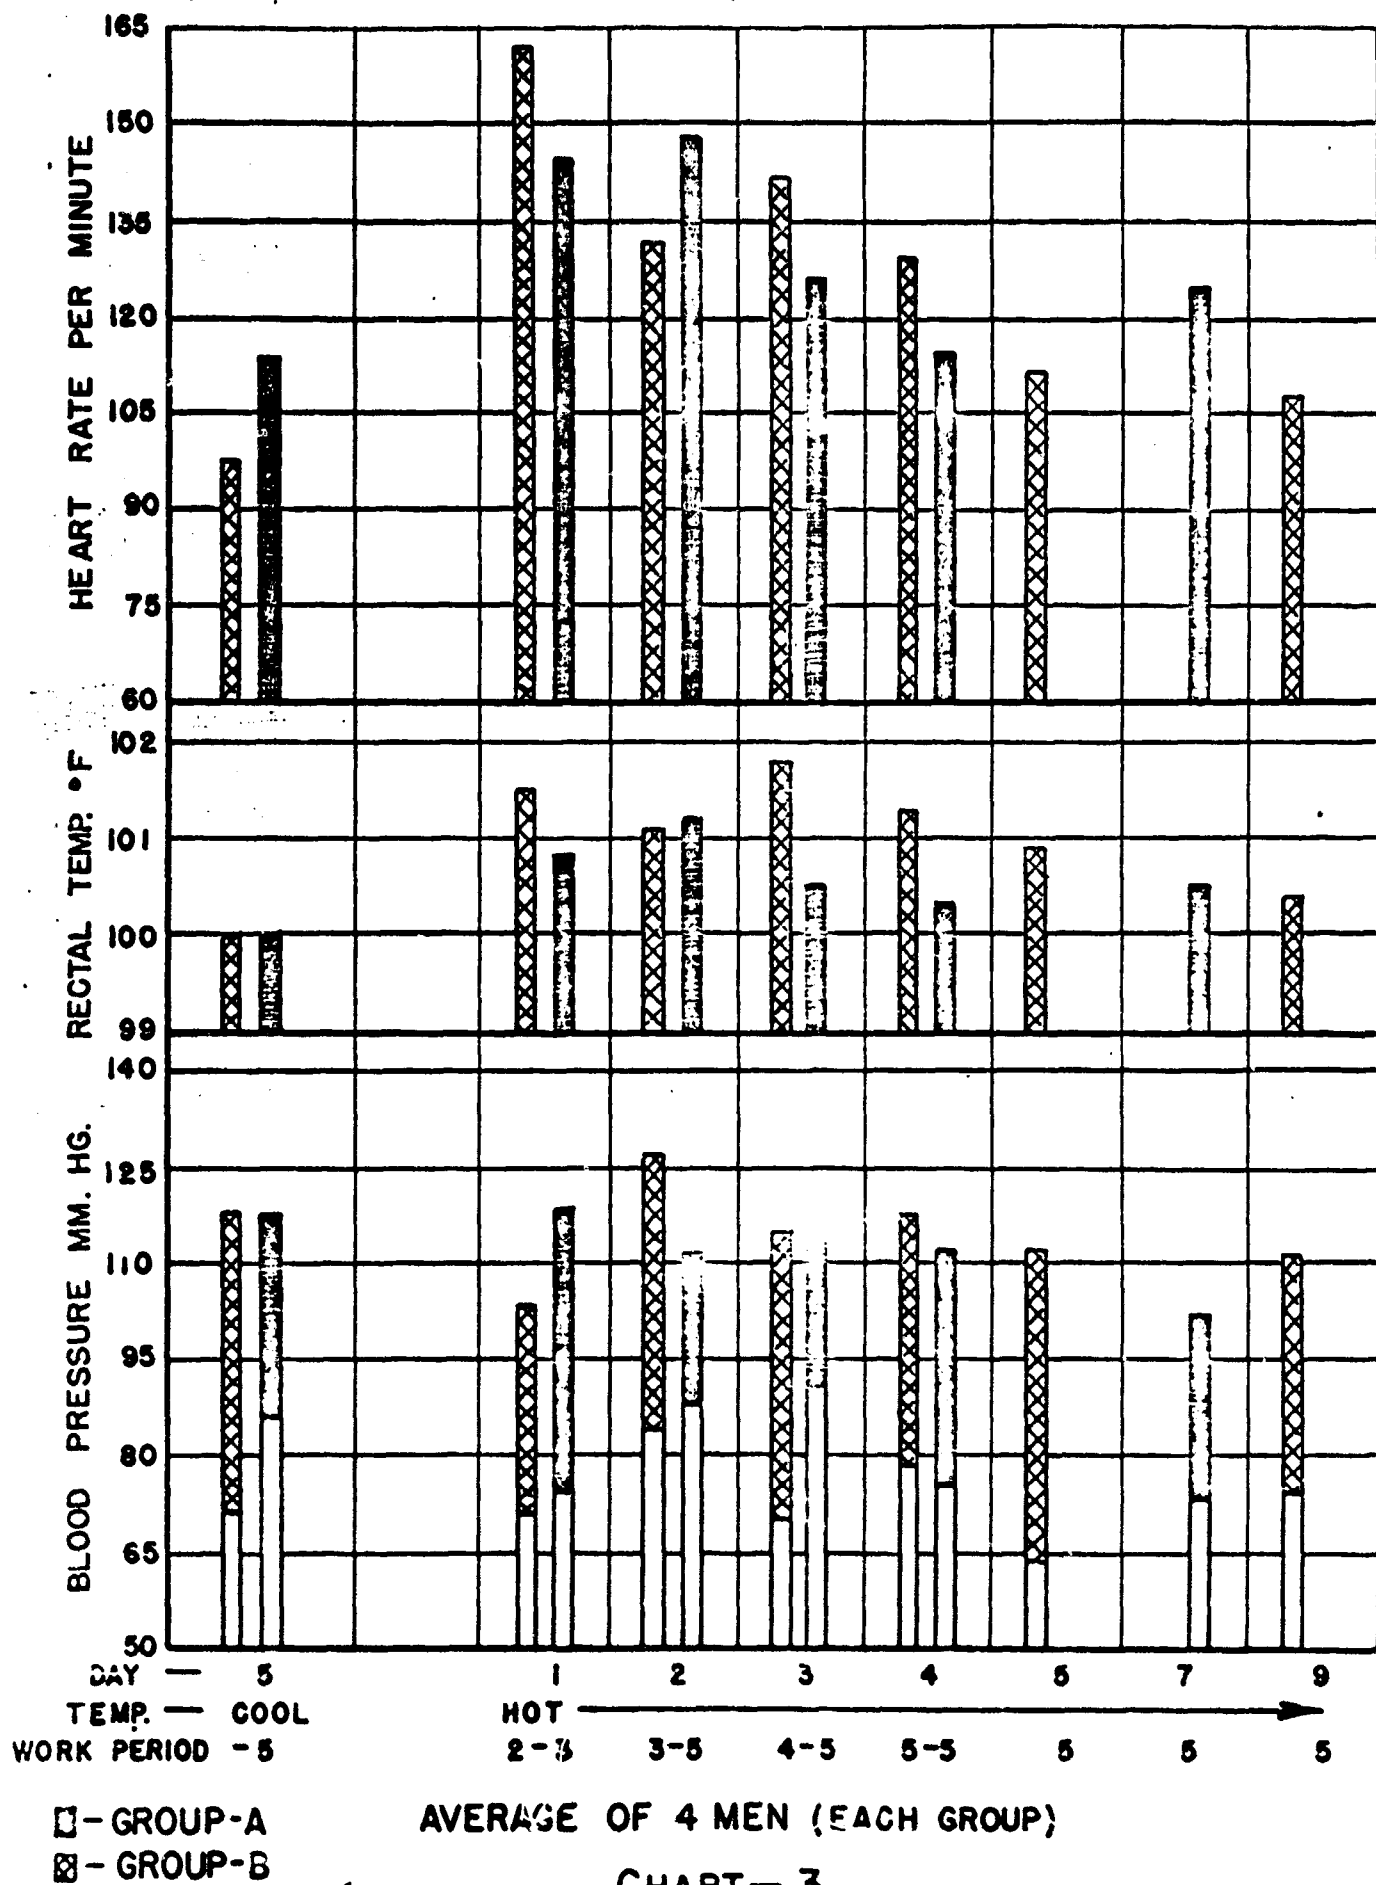 HEART RATE PER MINUTE
165
150
135
120
105
90
75
60
RECTAL TEMP. °F
102
101
100
99
BLOOD PRESSURE MM. HG.
140
125
110
95
80
65
50
DAY — 5 1 2 3 4 5 7 9
TEMP. — COOL HOT
WORK PERIOD - 5 3-5 4-5 5-5 5 5 5
- GROUP-A
- GROUP-B
AVERAGE OF 4 MEN (EACH GROUP)
CHART - 3